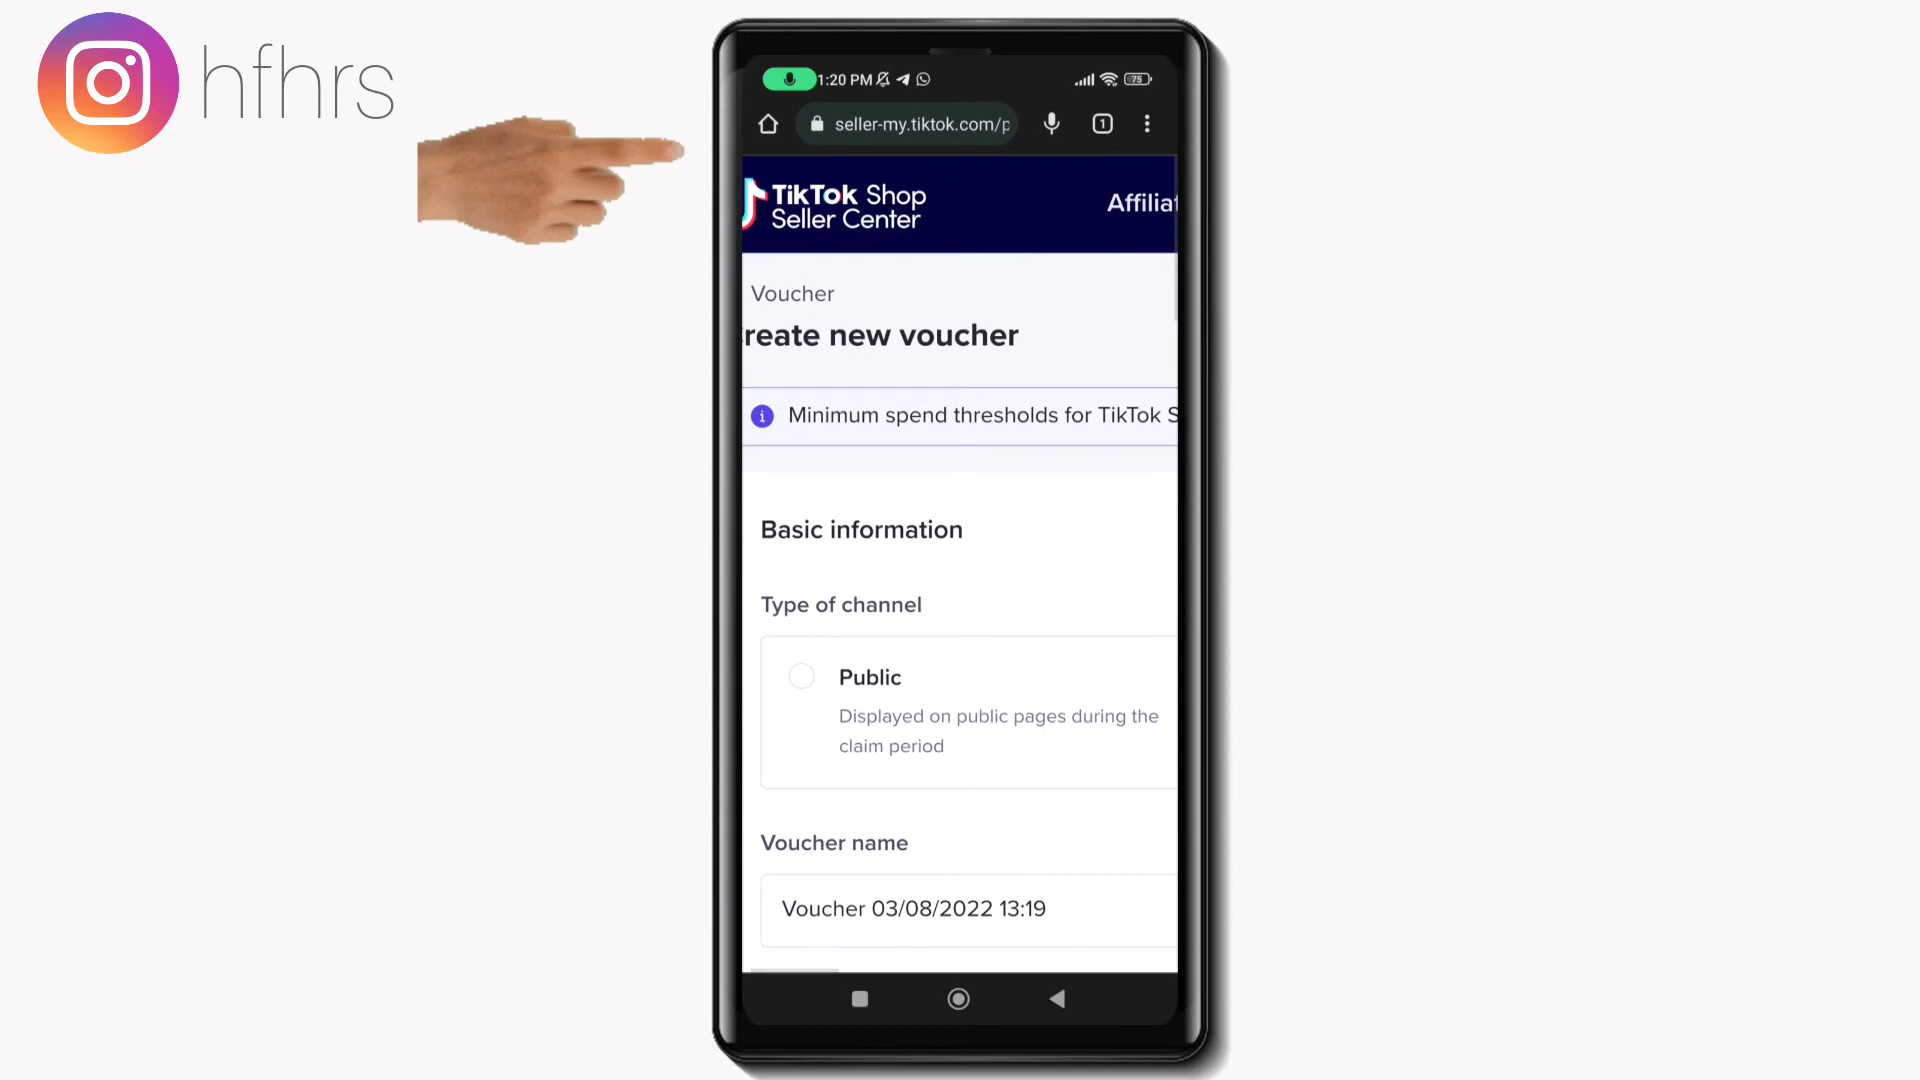 hfhrs
1:20 PM
75
seller-my.tiktok.com/p
1
TikTok Shop
Seller Center
Affiliat
Voucher
reate new voucher
Minimum spend thresholds for TikTok S
Basic information
Type of channel
Public
Displayed on public pages during the
claim period
Voucher name
Voucher 03/08/2022 13:19